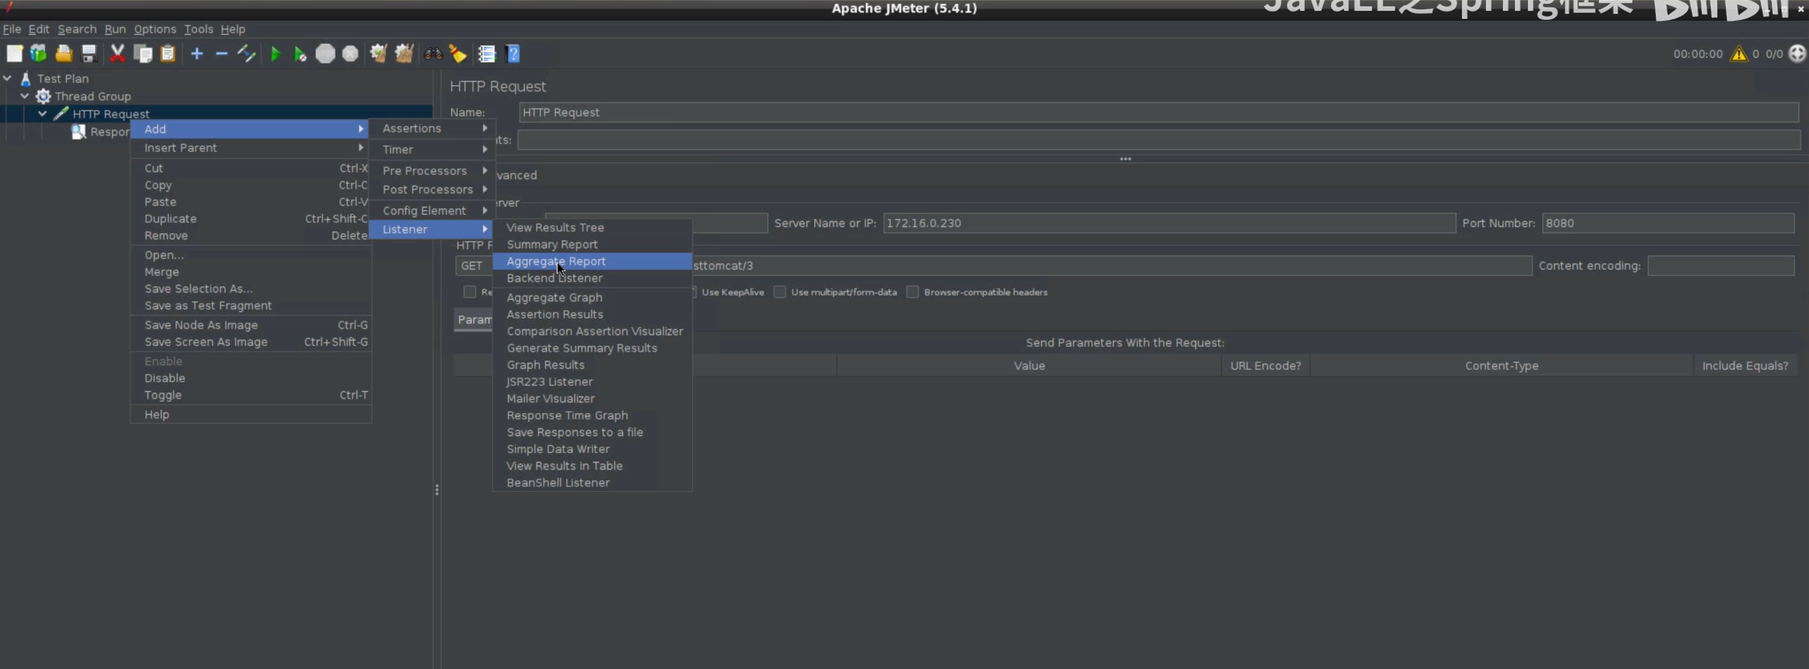 Apache JMeter (5.4.1)
JavaEE之Spring框架
File Edit Search Run Options Tools Help
00:00:00 0 0/0
Test Plan
Thread Group
HTTP Request
Respor
Add
Insert Parent
Cut Ctrl-X
Copy Ctrl-C
Paste Ctrl-V
Duplicate Ctrl+Shift-C
Remove Delete
Open...
Merge
Save Selection As...
Save as Test Fragment
Save Node As Image Ctrl-G
Save Screen As Image Ctrl+Shift-G
Enable
Disable
Toggle Ctrl-T
Help
Assertions
Timer
Pre Processors
Post Processors
Config Element
Listener
View Results Tree
Summary Report
Aggregate Report
Backend Listener
Aggregate Graph
Assertion Results
Comparison Assertion Visualizer
Generate Summary Results
Graph Results
JSR223 Listener
Mailer Visualizer
Response Time Graph
Save Responses to a file
Simple Data Writer
View Results in Table
BeanShell Listener
HTTP Request
Name: HTTP Request
ts:
vanced
erver
Server Name or IP: 172.16.0.230 Port Number: 8080
HTTP R
GET sttomcat/3 Content encoding:
Re Use KeepAlive Use multipart/form-data Browser-compatible headers
Param
Send Parameters With the Request:
Value URL Encode? Content-Type Include Equals?